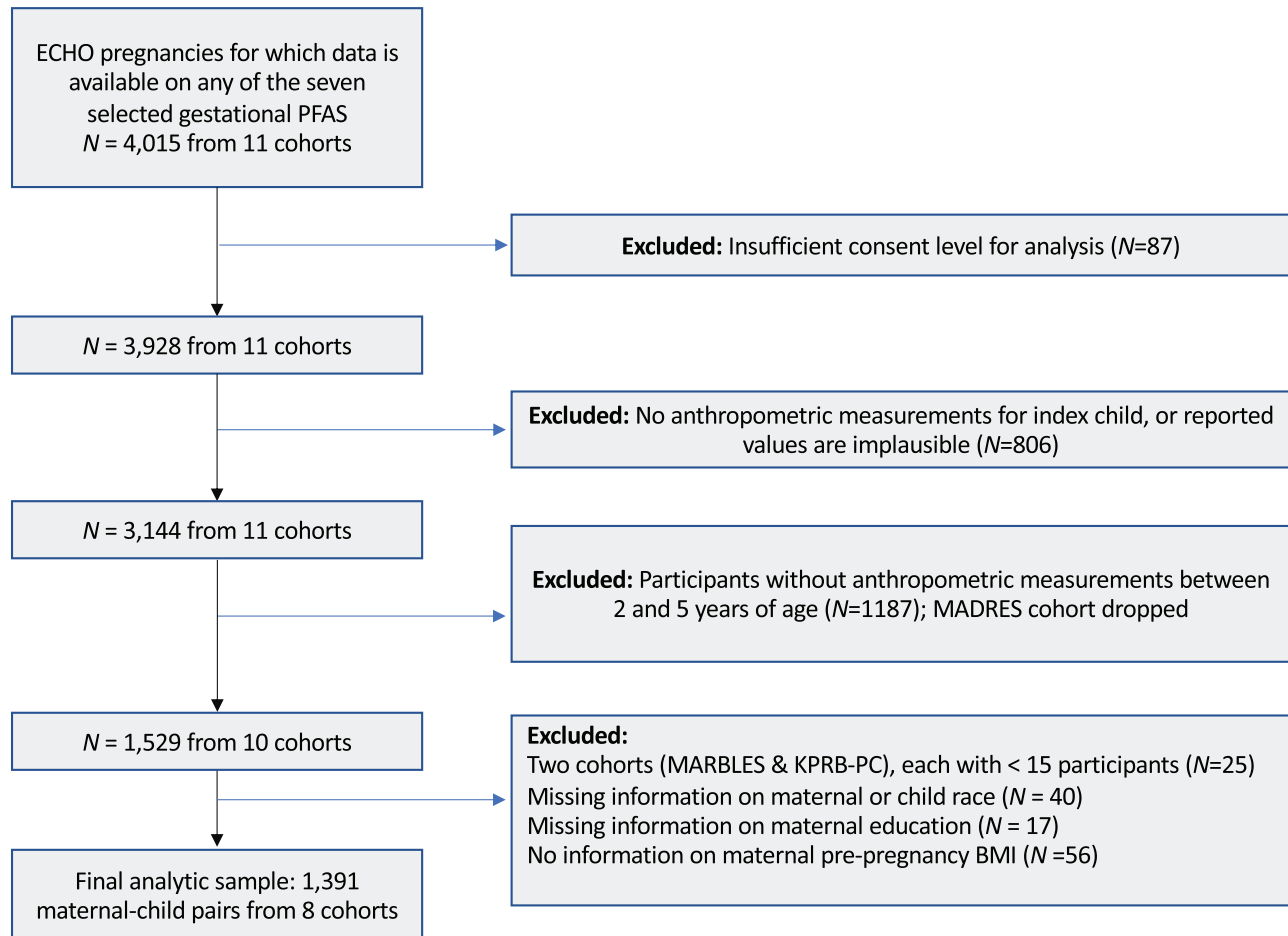 ECHO pregnancies for which data is
available on any of the seven
selected gestational PFAS
N = 4,015 from 11 cohorts
Excluded: Insufficient consent level for analysis (N=87)
N = 3,928 from 11 cohorts
Excluded: No anthropometric measurements for index child, or reported
values are implausible (N=806)
N = 3,144 from 11 cohorts
Excluded: Participants without anthropometric measurements between
2 and 5 years of age (N=1187); MADRES cohort dropped
N = 1,529 from 10 cohorts
Excluded:
Two cohorts (MARBLES & KPRB-PC), each with < 15 participants (N=25)
Missing information on maternal or child race (N = 40)
Missing information on maternal education (N = 17)
No information on maternal pre-pregnancy BMI (N =56)
Final analytic sample: 1,391
maternal-child pairs from 8 cohorts